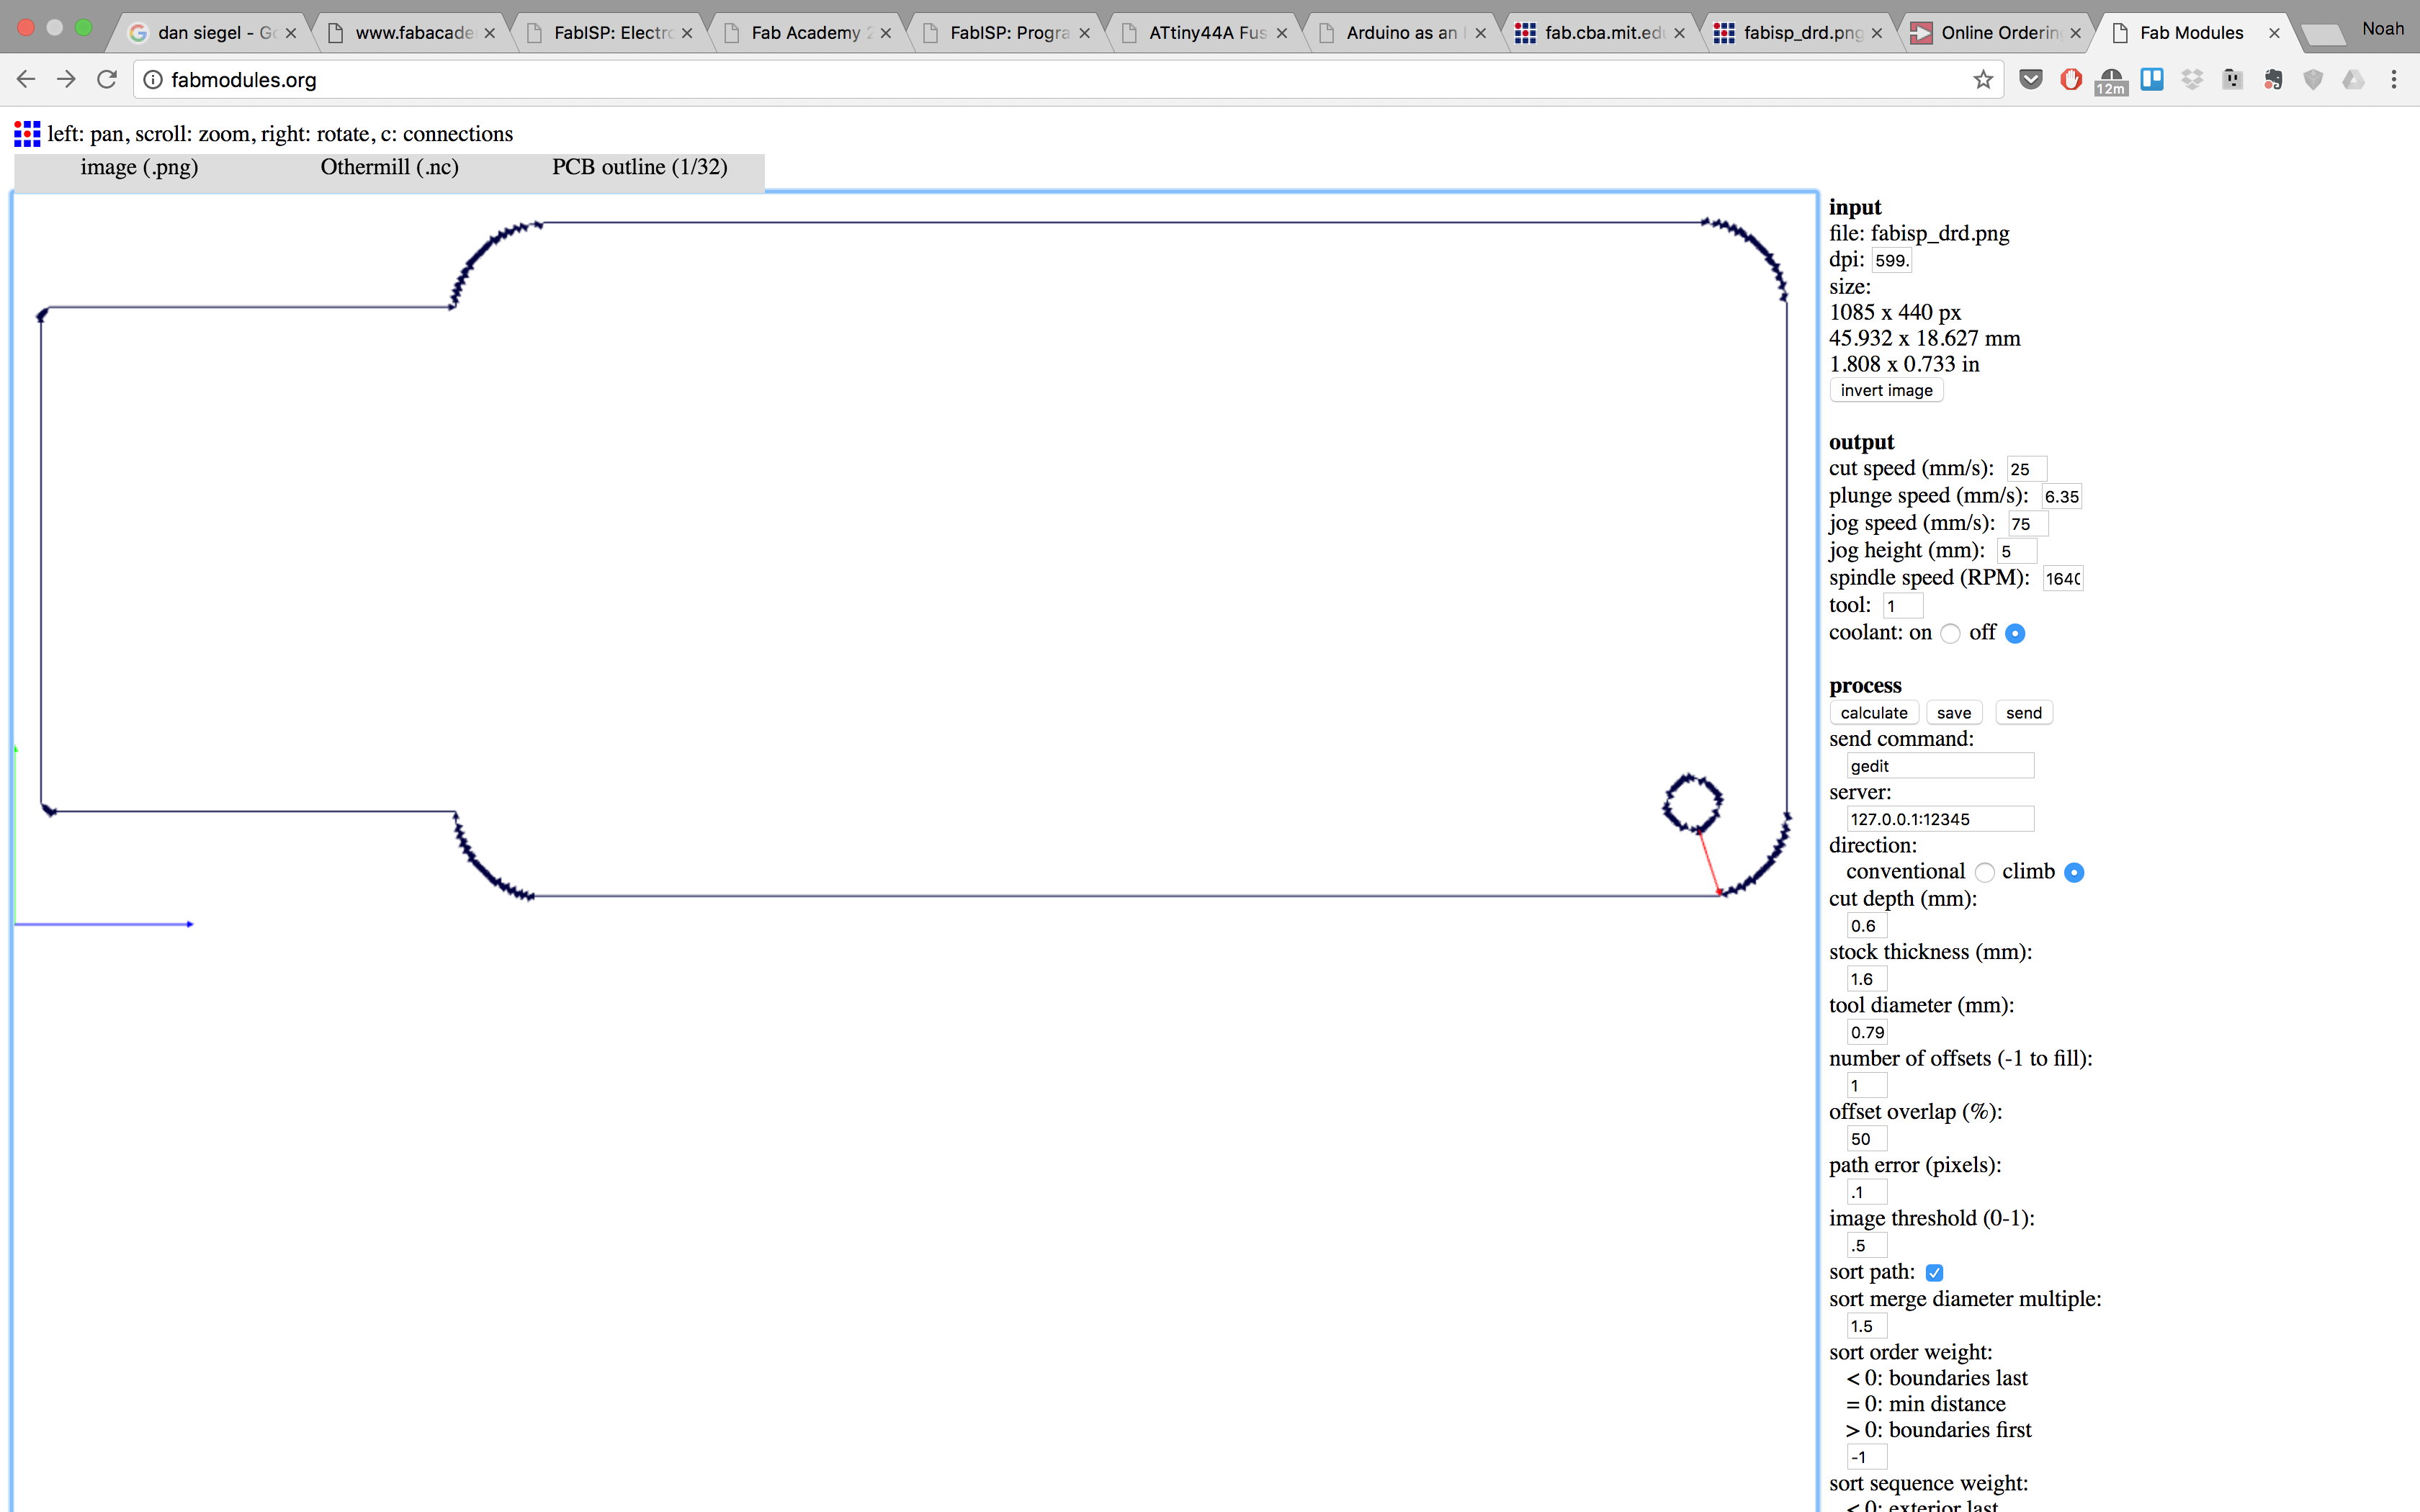 dan siegel - Go
www.fabacade
FabISP: Electro
Fab Academy 2
FabISP: Progra
ATtiny44A Fus
Arduino as an I
fab.cba.mit.edu
fabisp_drd.png
Online Ordering
Fab Modules
Noah
fabmodules.org
12m
left: pan, scroll: zoom, right: rotate, c: connections
image (.png) Othermill (.nc) PCB outline (1/32)
input
file: fabisp_drd.png
dpi: 599.
size:
1085 x 440 px
45.932 x 18.627 mm
1.808 x 0.733 in
invert image
output
cut speed (mm/s): 25
plunge speed (mm/s): 6.35
jog speed (mm/s): 75
jog height (mm): 5
spindle speed (RPM): 1640
tool: 1
coolant: on off
process
calculate save send
send command:
gedit
server:
127.0.0.1:12345
direction:
conventional climb
cut depth (mm):
0.6
stock thickness (mm):
1.6
tool diameter (mm):
0.79
number of offsets (-1 to fill):
1
offset overlap (%):
50
path error (pixels):
.1
image threshold (0-1):
.5
sort path:
sort merge diameter multiple:
1.5
sort order weight:
< 0: boundaries last
= 0: min distance
> 0: boundaries first
-1
sort sequence weight:
< 0: exterior last